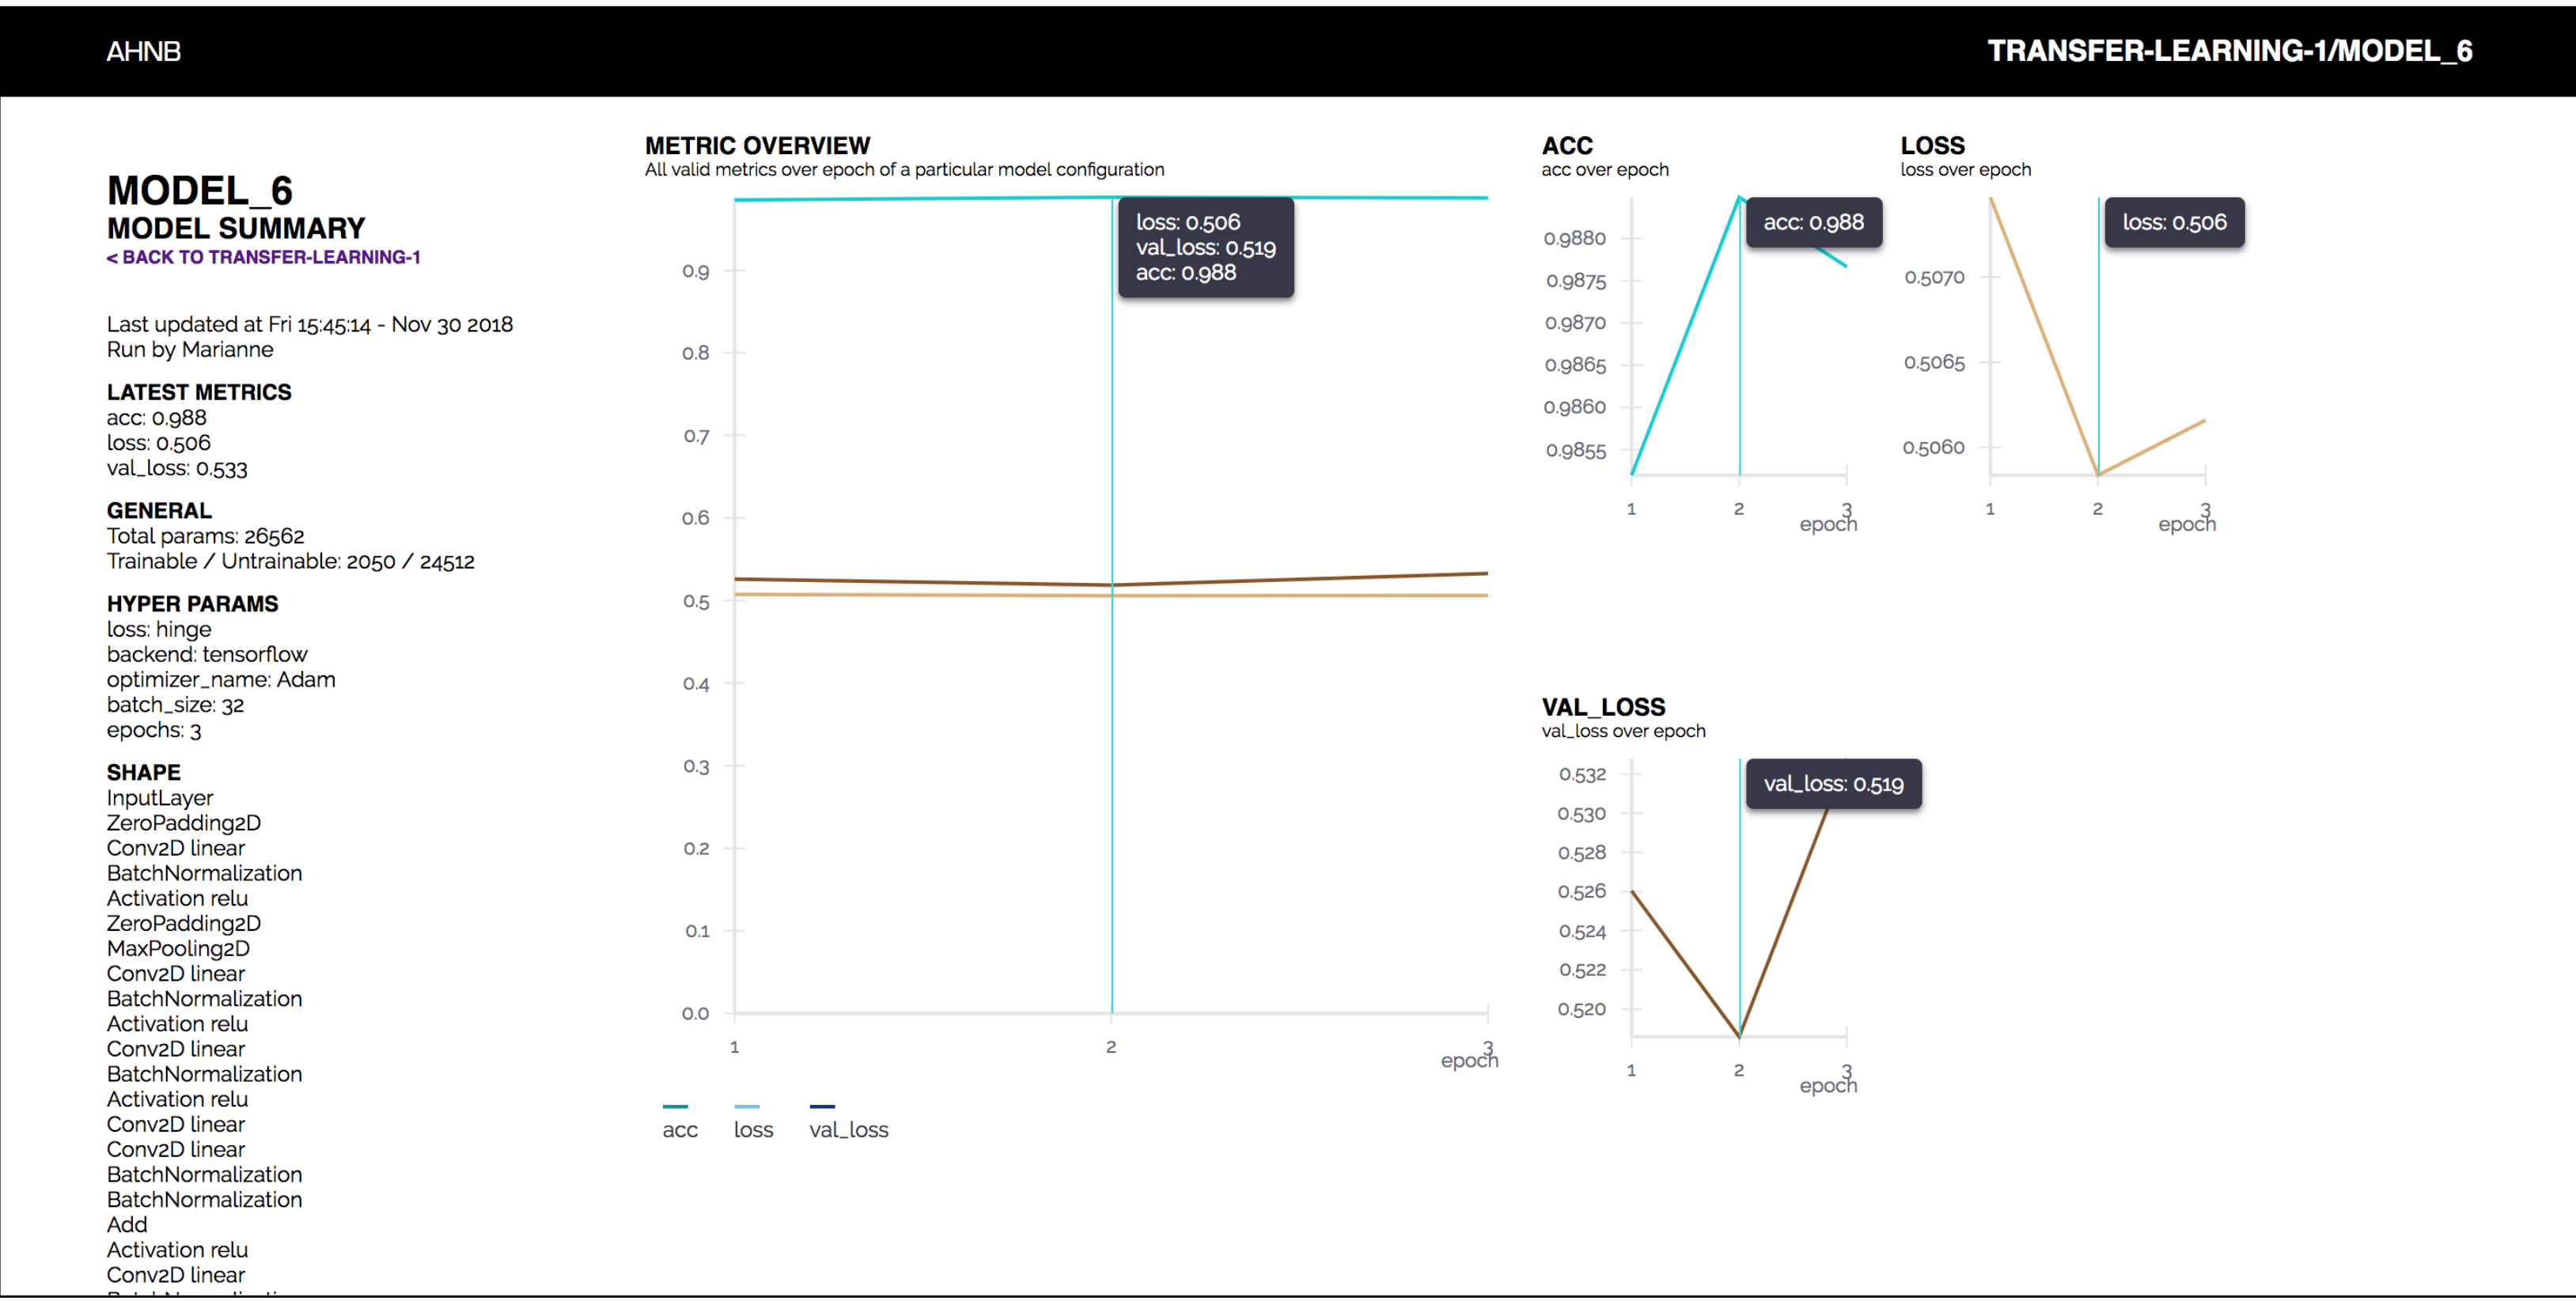 AHNB
TRANSFER-LEARNING-1/MODEL_6
MODEL_6
MODEL SUMMARY
< BACK TO TRANSFER-LEARNING-1
Last updated at Fri 15:45:14 - Nov 30 2018
Run by Marianne
LATEST METRICS
acc: 0.988
loss: 0.506
val_loss: 0.533
GENERAL
Total params: 26562
Trainable / Untrainable: 2050 / 24512
HYPER PARAMS
loss: hinge
backend: tensorflow
optimizer_name: Adam
batch_size: 32
epochs: 3
SHAPE
InputLayer
ZeroPadding2D
Conv2D linear
BatchNormalization
Activation relu
ZeroPadding2D
MaxPooling2D
Conv2D linear
BatchNormalization
Activation relu
Conv2D linear
BatchNormalization
Activation relu
Conv2D linear
Conv2D linear
BatchNormalization
BatchNormalization
Add
Activation relu
Conv2D linear
METRIC OVERVIEW
All valid metrics over epoch of a particular model configuration
loss: 0.506
val_loss: 0.519
acc: 0.988
0.9
0.8
0.7
0.6
0.5
0.4
0.3
0.2
0.1
0.0
1 2 3
epoch
acc loss val_loss
ACC
acc over epoch
acc: 0.988
0.9880
0.9875
0.9870
0.9865
0.9860
0.9855
1 2 3
epoch
LOSS
loss over epoch
loss: 0.506
0.5070
0.5065
0.5060
1 2 3
epoch
VAL_LOSS
val_loss over epoch
val_loss: 0.519
0.532
0.530
0.528
0.526
0.524
0.522
0.520
1 2 3
epoch